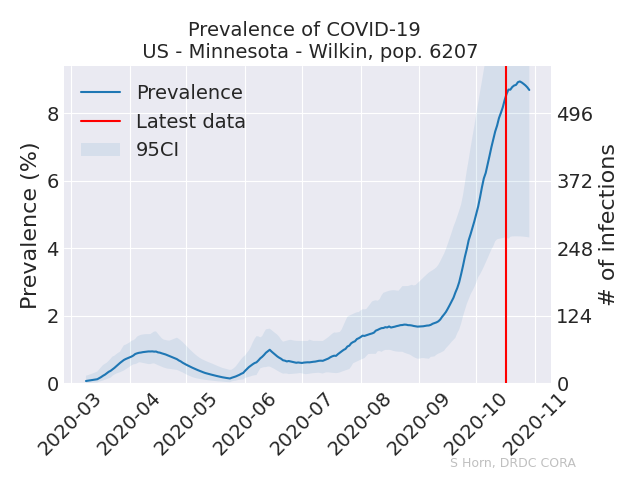 Prevalence of COVID-19
US - Minnesota - Wilkin, pop. 6207
Prevalence
Latest data
95CI
Prevalence (%)
8
6
4
2
0
496
372
248
124
0
# of infections
2020-03
2020-04
2020-05
2020-06
2020-07
2020-08
2020-09
2020-10
2020-11
S Horn, DRDC CORA